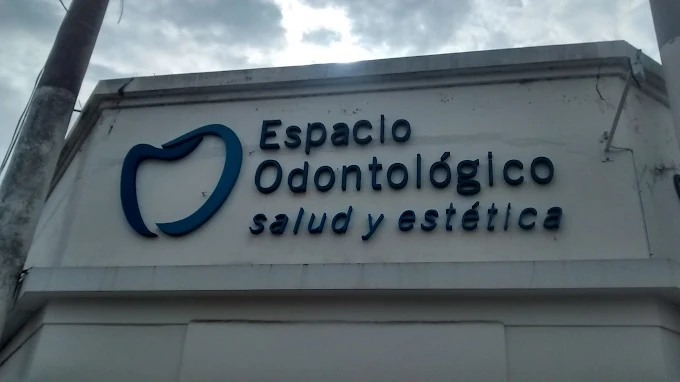 Espacio
Odontológico
salud y estética